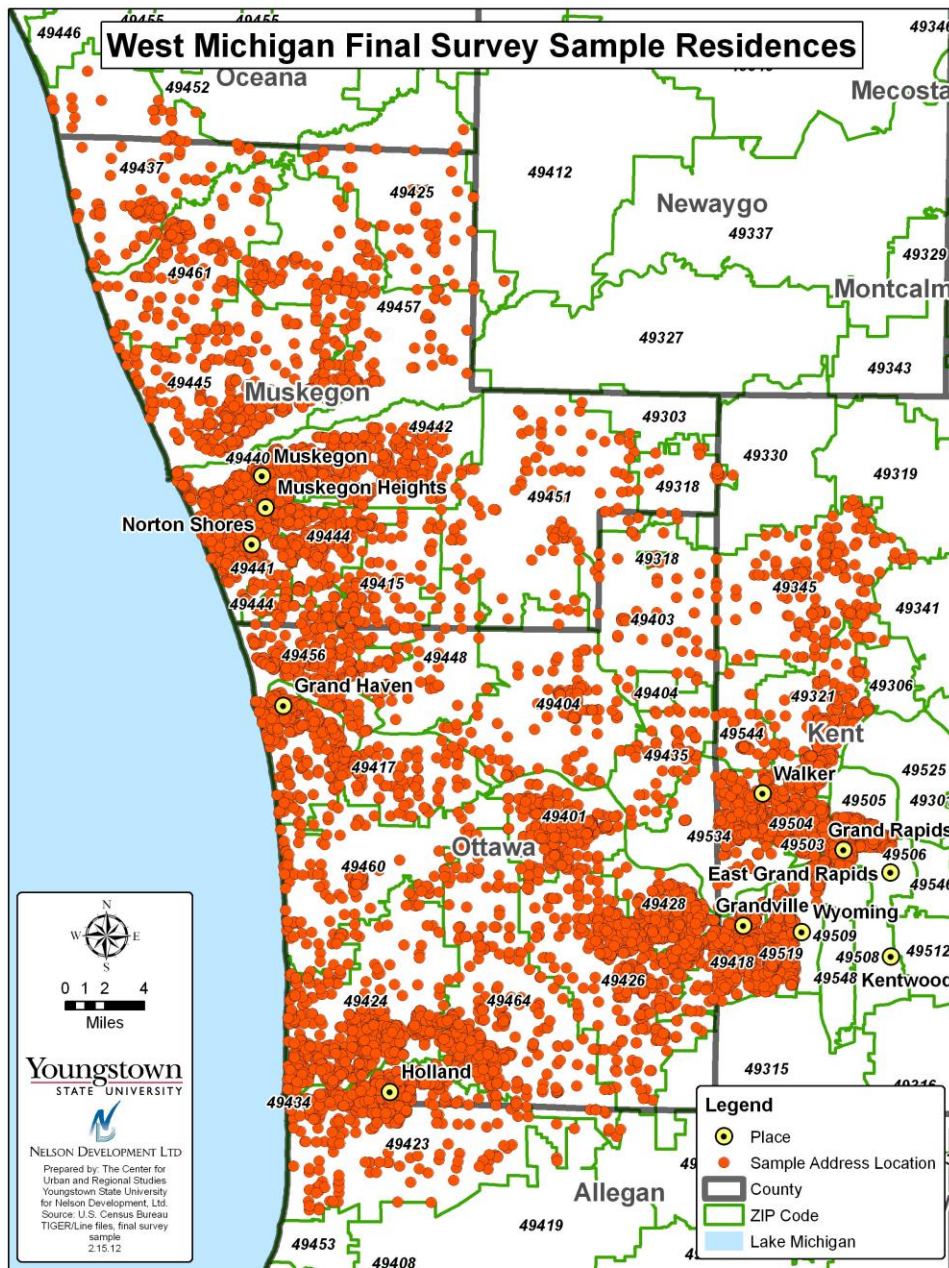 49455
49455
49446
4934
West Michigan Final Survey Sample Residences
Oceana
49452
Mecosta
49437
49412
49425
Newaygo
49337
49329
49461
Montcalm
49457
49327
49343
49445
Muskegon
49303
49442
49330
49440
Muskegon
49319
Muskegon Heights
49318
49451
Norton Shores
49444
49318
49441
49345
49415
49341
49444
49403
49456
49448
49306
Grand Haven
49404
49404
49321
Kent
49544
49435
49417
49525
Walker
49505
4930
49401
49504
Grand Rapids
49534
Ottawa
49503
49506
49460
East Grand Rapids
49546
49428
Grandville
Wyoming
49509
49418
49519
49508
49512
49426
49548
Kentwood
49424
49464
Holland
49315
49316
49434
49423
Allegan
49419
49453
49408
N
W E
S
0 1 2 4
Miles
Youngstown
STATE UNIVERSITY
NELSON DEVELOPMENT LTD
Prepared by: The Center for
Urban and Regional Studies
Youngstown State University
for Nelson Development, Ltd.
Source: U.S. Census Bureau
TIGER/Line files, final survey
sample
2.15.12
Legend
Place
Sample Address Location
County
ZIP Code
Lake Michigan